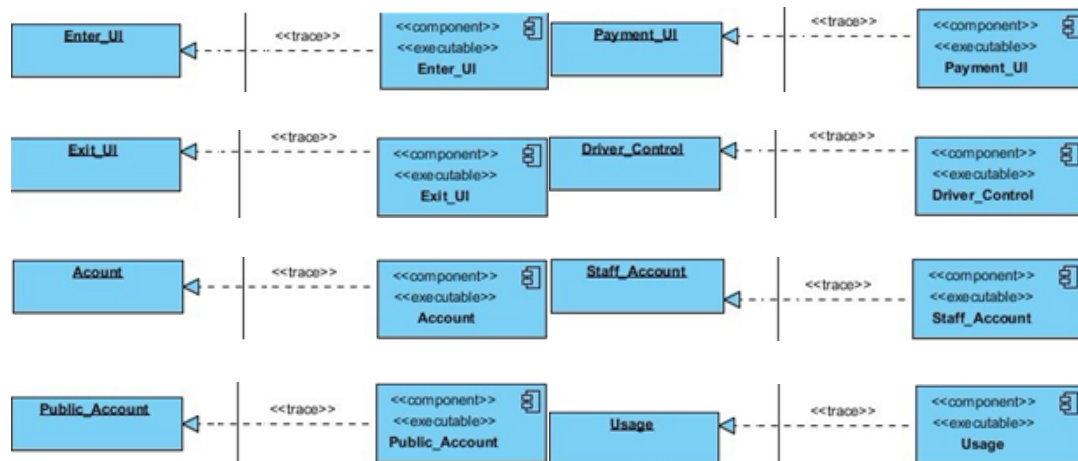 Enter_UI
<<trace>>
<<component>>
<<executable>>
Enter_UI
Payment_UI
<<trace>>
<<component>>
<<executable>>
Payment_UI
Exit_UI
<<trace>>
<<component>>
<<executable>>
Exit_UI
Driver_Control
<<trace>>
<<component>>
<<executable>>
Driver_Control
Acount
<<trace>>
<<component>>
<<executable>>
Account
Staff_Account
<<trace>>
<<component>>
<<executable>>
Staff_Account
Public_Account
<<trace>>
<<component>>
<<executable>>
Public_Account
Usage
<<trace>>
<<component>>
<<executable>>
Usage